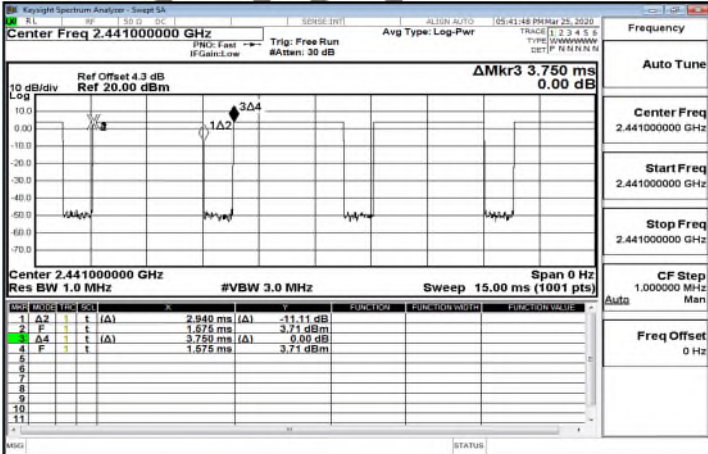 Keysight Spectrum Analyzer - Swept SA
RL RF 50 Ω DC SENSE:INT ALIGN AUTO 05:41:48 PM Mar 25, 2020
Center Freq 2.441000000 GHz
PNO: Fast
IFGain:Low
Trig: Free Run
#Atten: 30 dB
Avg Type: Log-Pwr
TRACE 1 2 3 4 5 6
TYPE WWWWWWW
DET P N N N N N
Ref Offset 4.3 dB
Ref 20.00 dBm
10 dB/div
Log
ΔMkr3 3.750 ms
0.00 dB
10.0
0.00
-10.0
-20.0
-30.0
-40.0
-50.0
-60.0
-70.0
3Δ4
1Δ2
Center 2.441000000 GHz
Span 0 Hz
Res BW 1.0 MHz
#VBW 3.0 MHz
Sweep 15.00 ms (1001 pts)
MKR MODE TRC SCL X Y FUNCTION FUNCTION WIDTH FUNCTION VALUE
1 Δ2 1 t (Δ) 2.940 ms (Δ) -11.11 dB
2 F 1 t 1.575 ms 3.71 dBm
3 Δ4 1 t (Δ) 3.750 ms (Δ) 0.00 dB
4 F 1 t 1.575 ms 3.71 dBm
5
6
7
8
9
10
11
MSG
STATUS
Frequency
Auto Tune
Center Freq
2.441000000 GHz
Start Freq
2.441000000 GHz
Stop Freq
2.441000000 GHz
CF Step
1.000000 MHz
Auto Man
Freq Offset
0 Hz